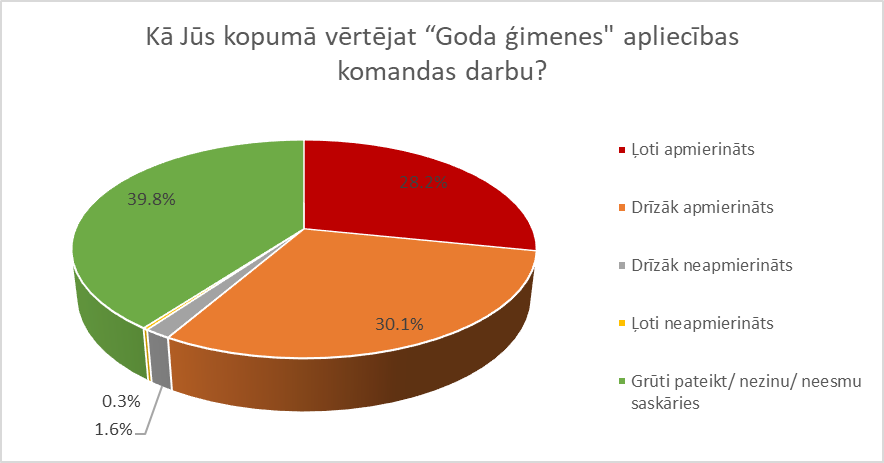 Kā Jūs kopumā vērtējat “Goda ģimenes" apliecības
komandas darbu?
28.2%
39.8%
30.1%
0.3%
1.6%
Ļoti apmierināts
Drīzāk apmierināts
Drīzāk neapmierināts
Ļoti neapmierināts
Grūti pateikt/ nezinu/ neesmu
saskāries